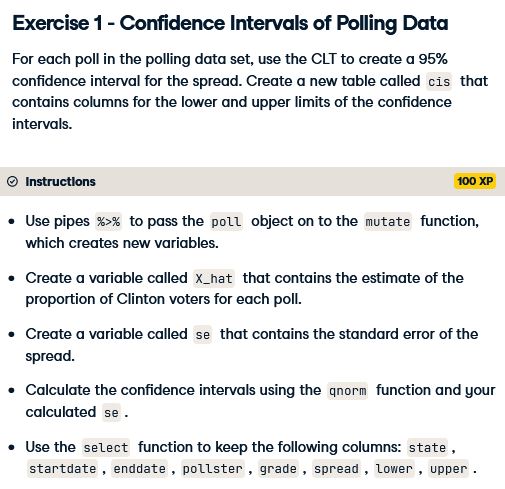 Exercise 1 - Confidence Intervals of Polling Data
For each poll in the polling data set, use the CLT to create a 95%
confidence interval for the spread. Create a new table called cis that
contains columns for the lower and upper limits of the confidence
intervals.
Instructions
100 XP
• Use pipes %>% to pass the poll object on to the mutate function,
which creates new variables.
• Create a variable called X_hat that contains the estimate of the
proportion of Clinton voters for each poll.
• Create a variable called se that contains the standard error of the
spread.
• Calculate the confidence intervals using the qnorm function and your
calculated se .
• Use the select function to keep the following columns: state ,
startdate , enddate , pollster , grade , spread , lower , upper .